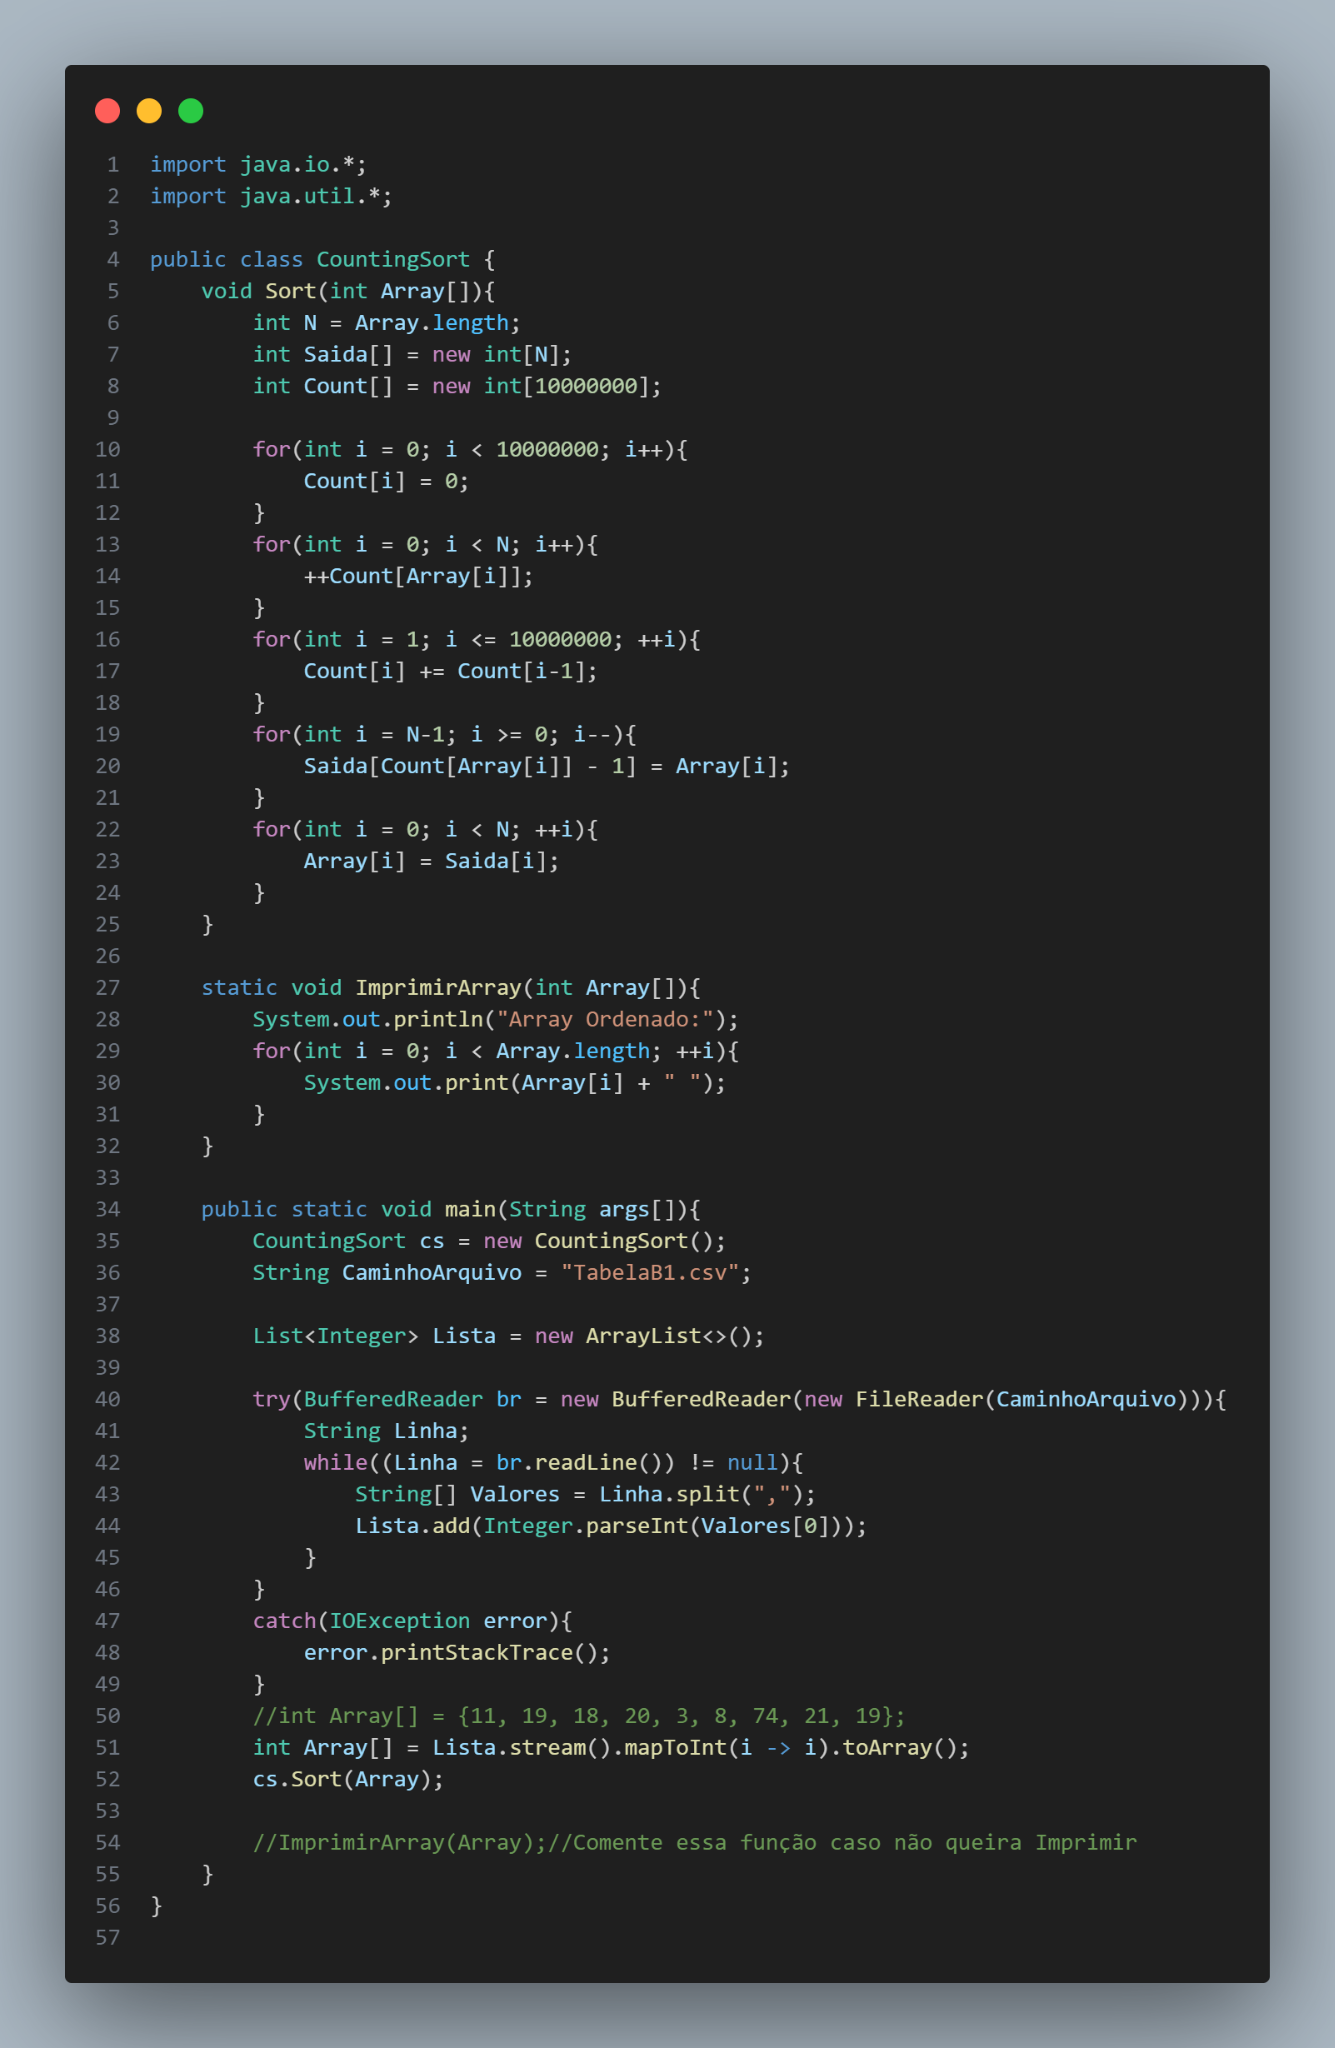 1 import java.io.*;
2 import java.util.*;
3
4 public class CountingSort {
5     void Sort(int Array[]){
6         int N = Array.length;
7         int Saida[] = new int[N];
8         int Count[] = new int[10000000];
9
10         for(int i = 0; i < 10000000; i++){
11             Count[i] = 0;
12         }
13         for(int i = 0; i < N; i++){
14             ++Count[Array[i]];
15         }
16         for(int i = 1; i <= 10000000; ++i){
17             Count[i] += Count[i-1];
18         }
19         for(int i = N-1; i >= 0; i--){
20             Saida[Count[Array[i]] - 1] = Array[i];
21         }
22         for(int i = 0; i < N; ++i){
23             Array[i] = Saida[i];
24         }
25     }
26
27     static void ImprimirArray(int Array[]){
28         System.out.println("Array Ordenado:");
29         for(int i = 0; i < Array.length; ++i){
30             System.out.print(Array[i] + " ");
31         }
32     }
33
34     public static void main(String args[]){
35         CountingSort cs = new CountingSort();
36         String CaminhoArquivo = "TabelaB1.csv";
37
38         List<Integer> Lista = new ArrayList<>();
39
40         try(BufferedReader br = new BufferedReader(new FileReader(CaminhoArquivo))){
41             String Linha;
42             while((Linha = br.readLine()) != null){
43                 String[] Valores = Linha.split(",");
44                 Lista.add(Integer.parseInt(Valores[0]));
45             }
46         }
47         catch(IOException error){
48             error.printStackTrace();
49         }
50         //int Array[] = {11, 19, 18, 20, 3, 8, 74, 21, 19};
51         int Array[] = Lista.stream().mapToInt(i -> i).toArray();
52         cs.Sort(Array);
53
54         //ImprimirArray(Array);//Comente essa função caso não queira Imprimir
55     }
56 }
57